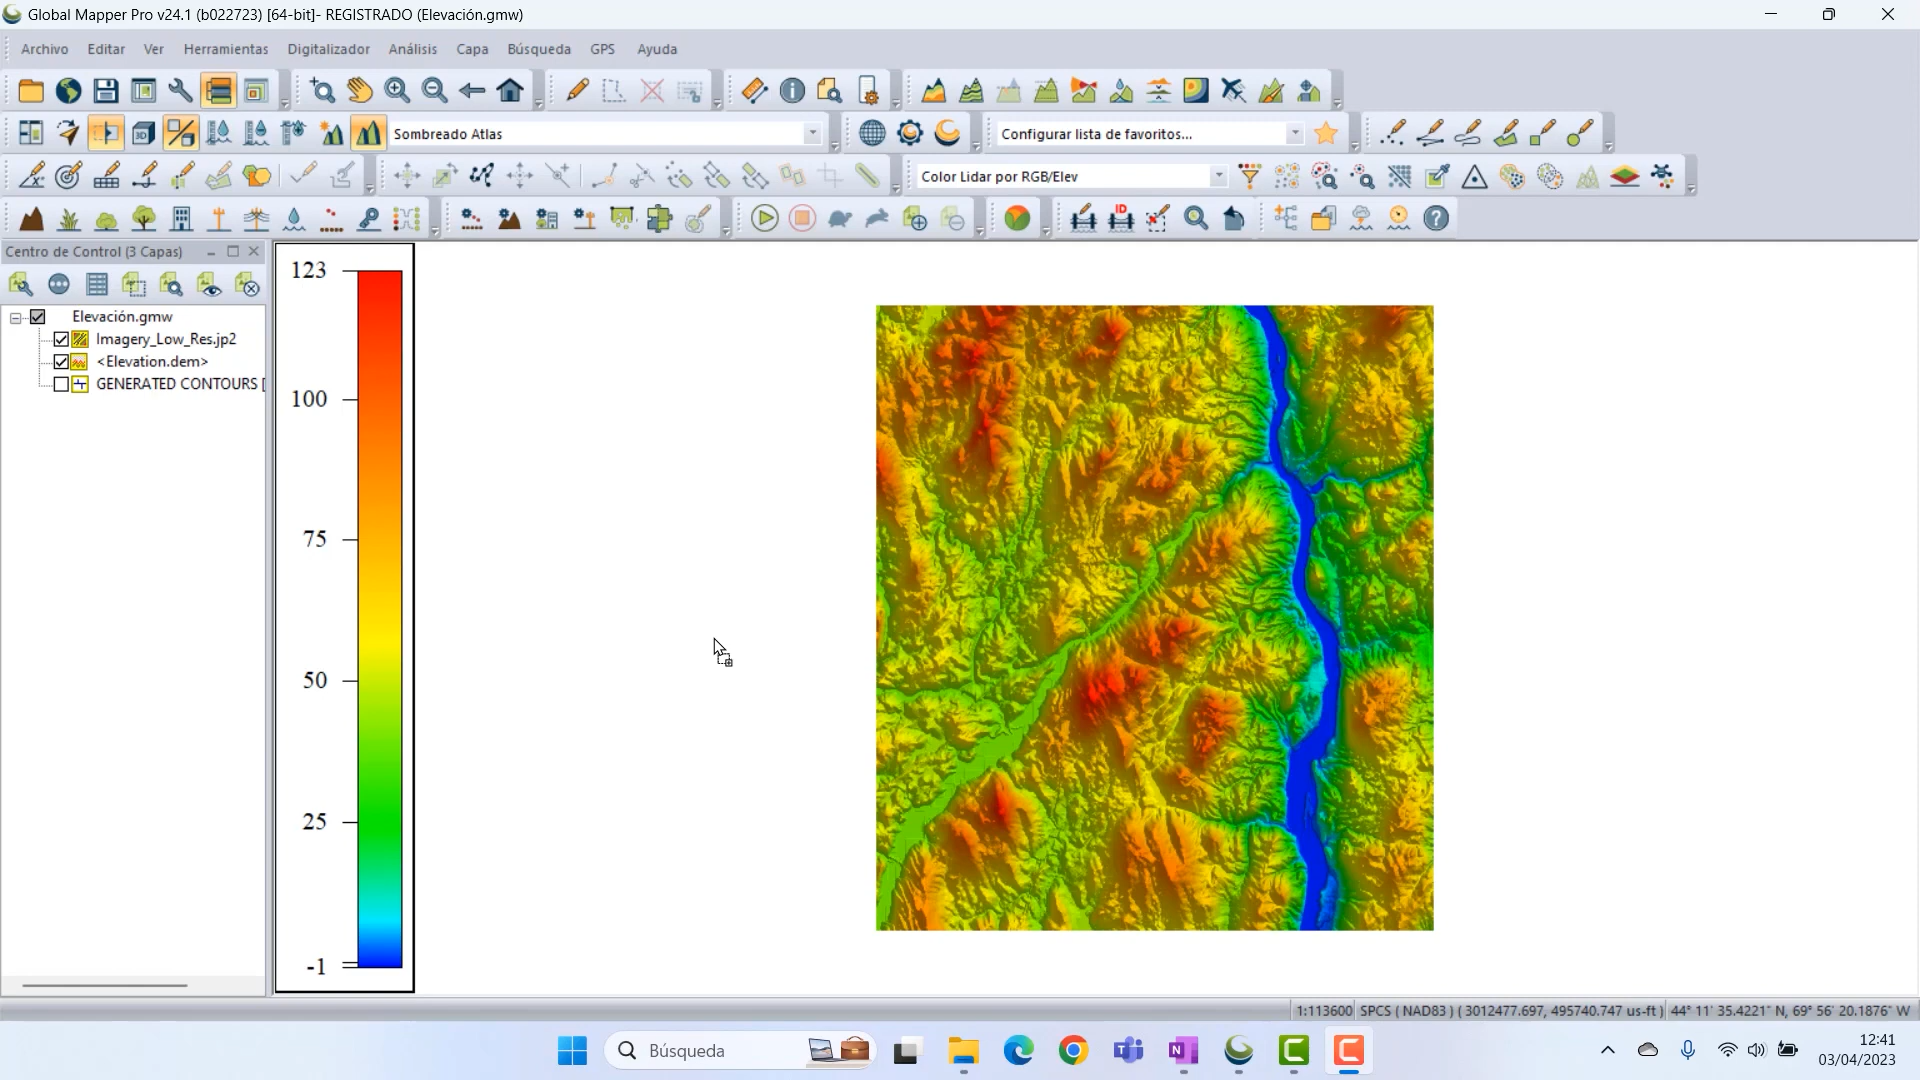 Global Mapper Pro v24.1 (b022723) [64-bit]- REGISTRADO (Elevación.gmw)
Archivo Editar Ver Herramientas Digitalizador Análisis Capa Búsqueda GPS Ayuda
Sombreado Atlas Configurar lista de favoritos...
Color Lidar por RGB/Elev
Centro de Control (3 Capas)
Elevación.gmw
Imagery_Low_Res.jp2
<Elevation.dem>
GENERATED CONTOURS [
123
100
75
50
25
-1
1:113600 SPCS ( NAD83 ) ( 3012477.697, 495740.747 us-ft ) 44° 11' 35.4221" N, 69° 56' 20.1876" W
Búsqueda
12:41
03/04/2023